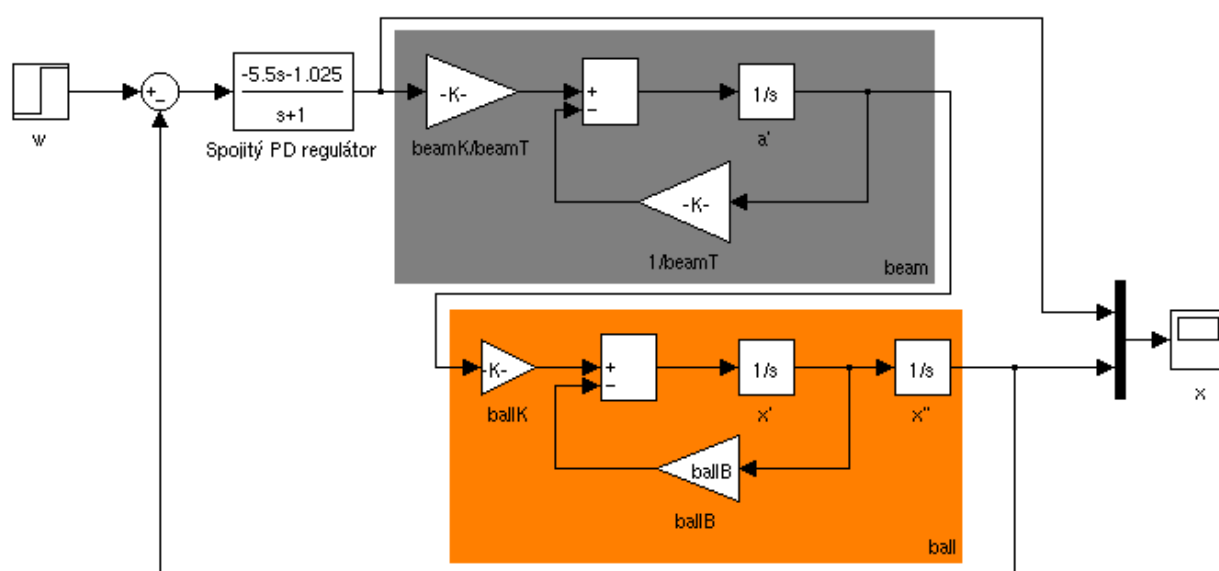 w
+
−
-5.5s-1.025
s+1
Spojitý PD regulátor
-K-
beamK/beamT
+
−
1/s
a'
-K-
1/beamT
beam
-K-
ballK
+
−
1/s
x'
1/s
x''
ballB
ballB
ball
x